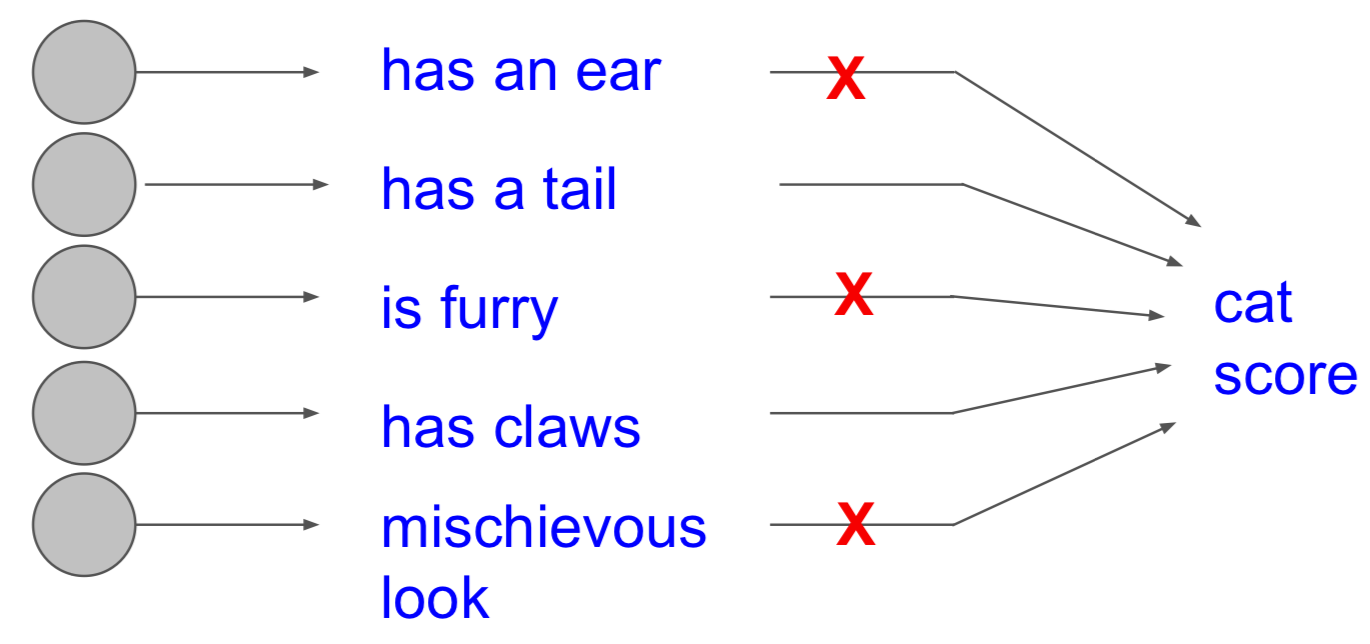 has an ear
X
has a tail
is furry
X
cat
score
has claws
mischievous
look
X